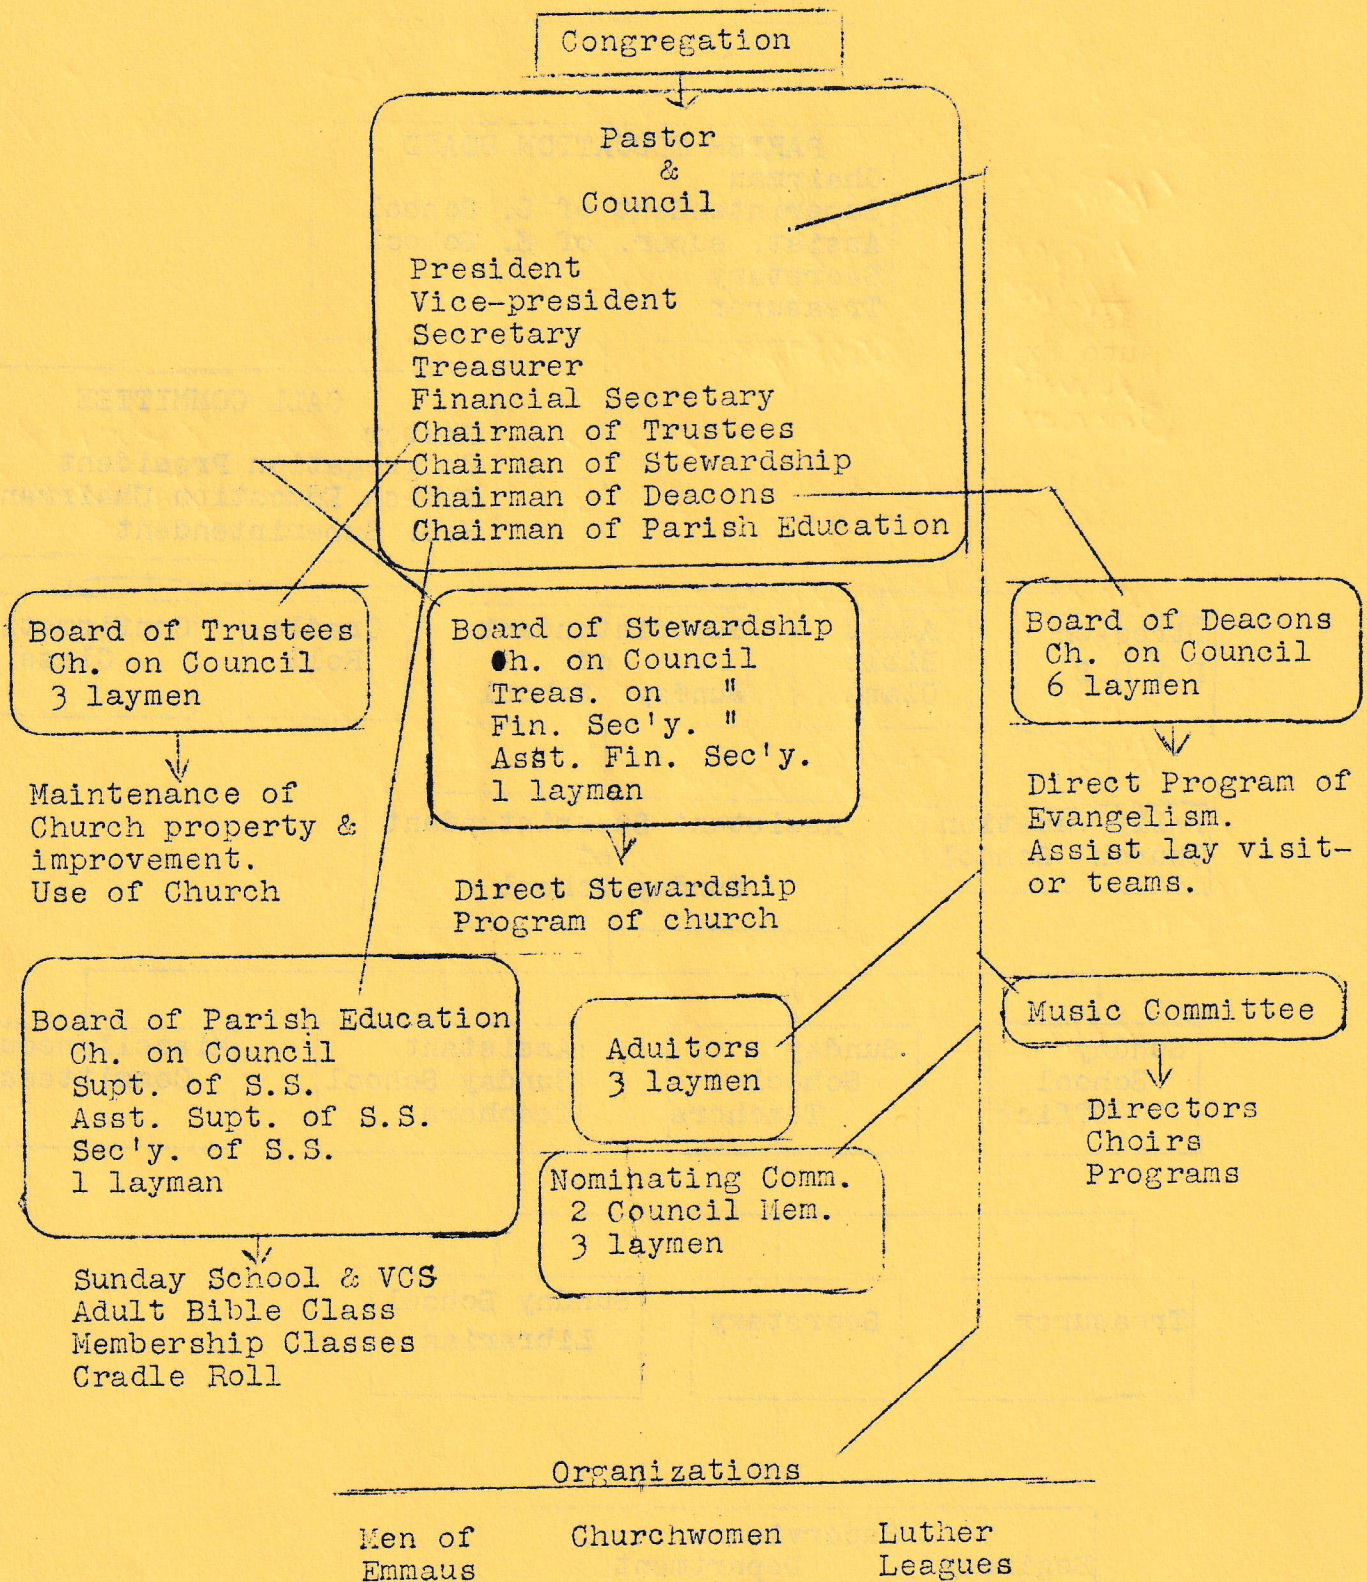 Congregation
Pastor
&
Council
President
Vice-president
Secretary
Treasurer
Financial Secretary
Chairman of Trustees
Chairman of Stewardship
Chairman of Deacons
Chairman of Parish Education
Board of Trustees
Ch. on Council
3 laymen
Maintenance of
Church property &
improvement.
Use of Church
Board of Stewardship
Ch. on Council
Treas. on "
Fin. Sec'y. "
Asst. Fin. Sec'y.
1 layman
Direct Stewardship
Program of church
Board of Deacons
Ch. on Council
6 laymen
Direct Program of
Evangelism.
Assist lay visit-
or teams.
Board of Parish Education
Ch. on Council
Supt. of S.S.
Asst. Supt. of S.S.
Sec'y. of S.S.
1 layman
Sunday School & VCS
Adult Bible Class
Membership Classes
Cradle Roll
Aduitors
3 laymen
Nominating Comm.
2 Council Mem.
3 laymen
Music Committee
Directors
Choirs
Programs
Organizations
Men of
Emmaus
Churchwomen
Luther
Leagues